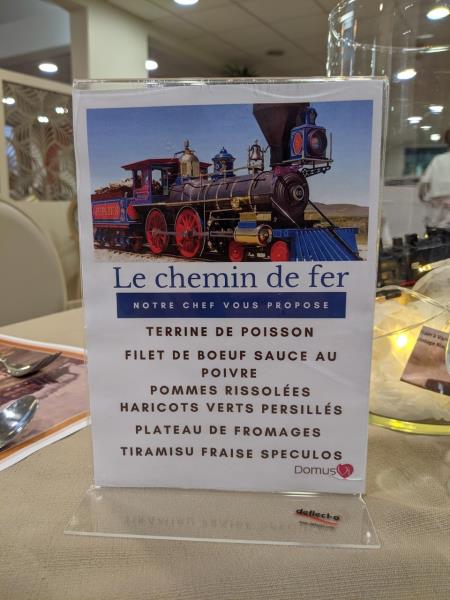 Le chemin de fer
NOTRE CHEF VOUS PROPOSE
TERRINE DE POISSON
FILET DE BOEUF SAUCE AU
POIVRE
POMMES RISSOLÉES
HARICOTS VERTS PERSILLÉS
PLATEAU DE FROMAGES
TIRAMISU FRAISE SPECULOS
Domus
deflect-o